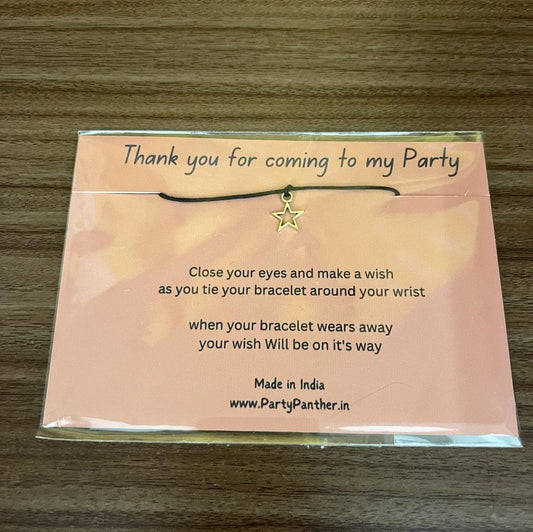 Thank you for coming to my Party
Close your eyes and make a wish
as you tie your bracelet around your wrist
when your bracelet wears away
your wish Will be on it's way
Made in India
www.PartyPanther.in